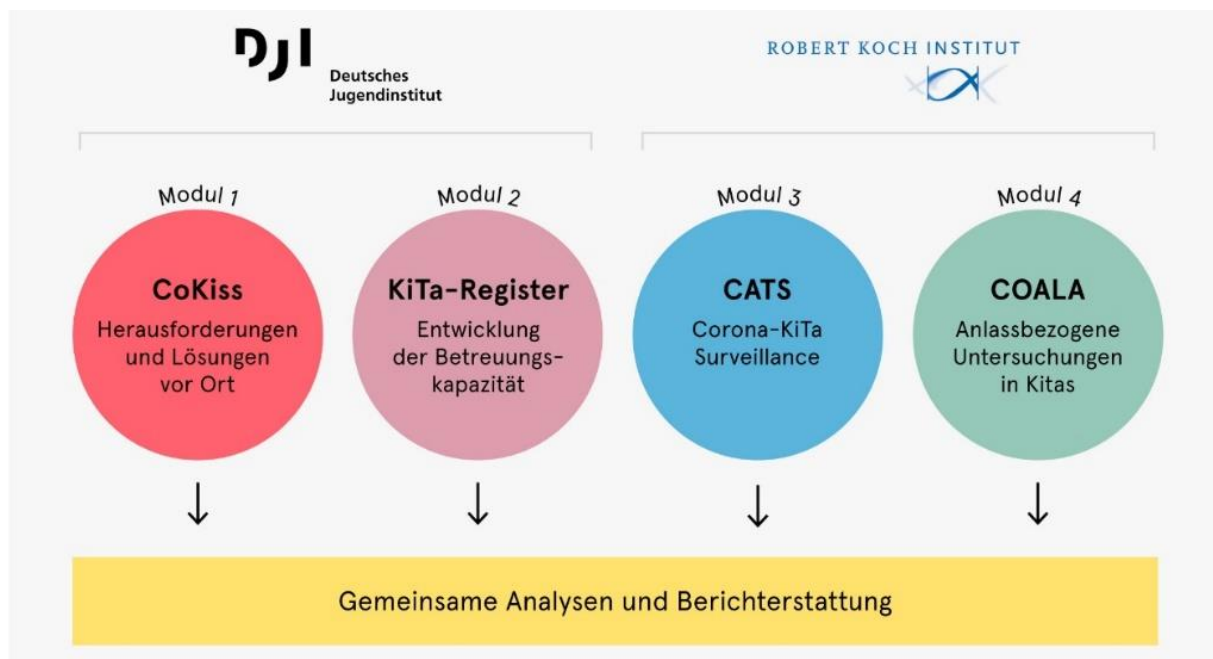 DJI
Deutsches
Jugendinstitut
ROBERT KOCH INSTITUT
Modul 1
CoKiss
Herausforderungen
und Lösungen
vor Ort
Modul 2
KiTa-Register
Entwicklung
der Betreuungs-
kapazität
Modul 3
CATS
Corona-KiTa
Surveillance
Modul 4
COALA
Anlassbezogene
Untersuchungen
in Kitas
Gemeinsame Analysen und Berichterstattung